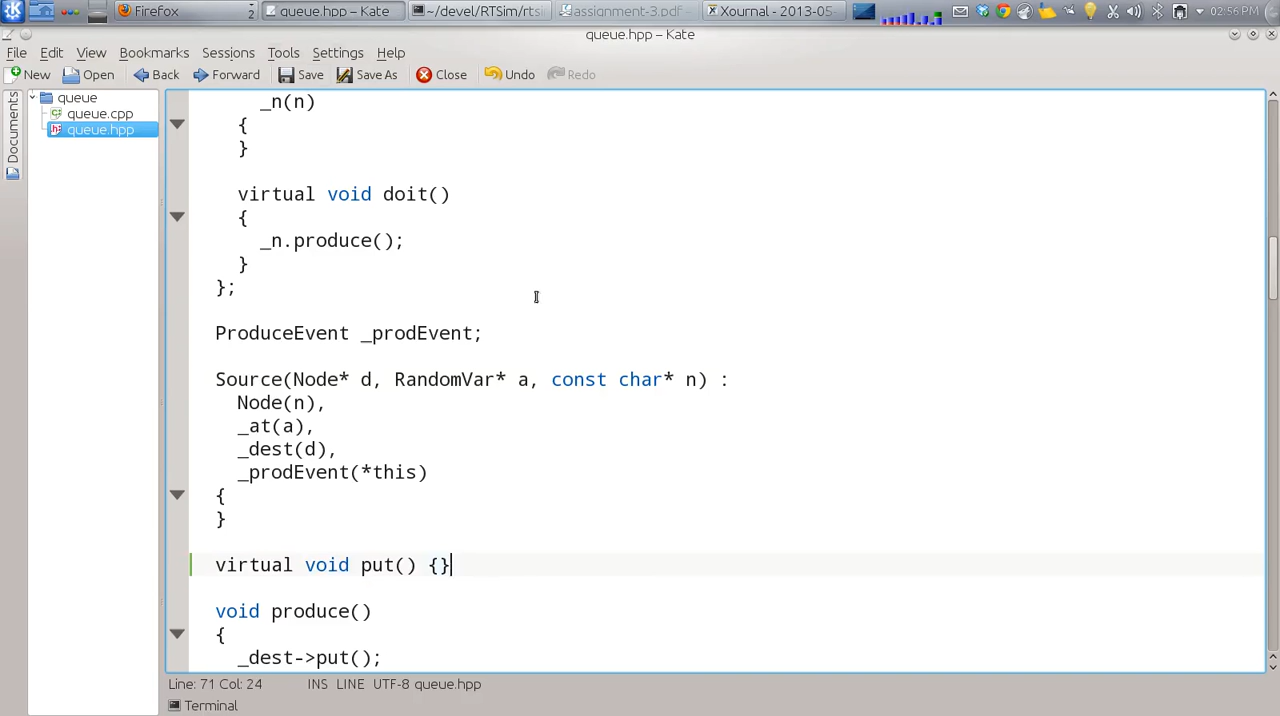 Firefox 2 queue.hpp - Kate ~/devel/RTSim/rtsi assignment-3.pdf - Xournal - 2013-05- 02:56 PM
queue.hpp - Kate
File Edit View Bookmarks Sessions Tools Settings Help
New Open Back Forward Save Save As Close Undo Redo
Documents
queue
queue.cpp
queue.hpp
_n(n)
{
}
virtual void doit()
{
_n.produce();
}
};
ProduceEvent _prodEvent;
Source(Node* d, RandomVar* a, const char* n) :
Node(n),
_at(a),
_dest(d),
_prodEvent(*this)
{
}
virtual void put() {}
void produce()
{
_dest->put();
Line: 71 Col: 24 INS LINE UTF-8 queue.hpp
Terminal